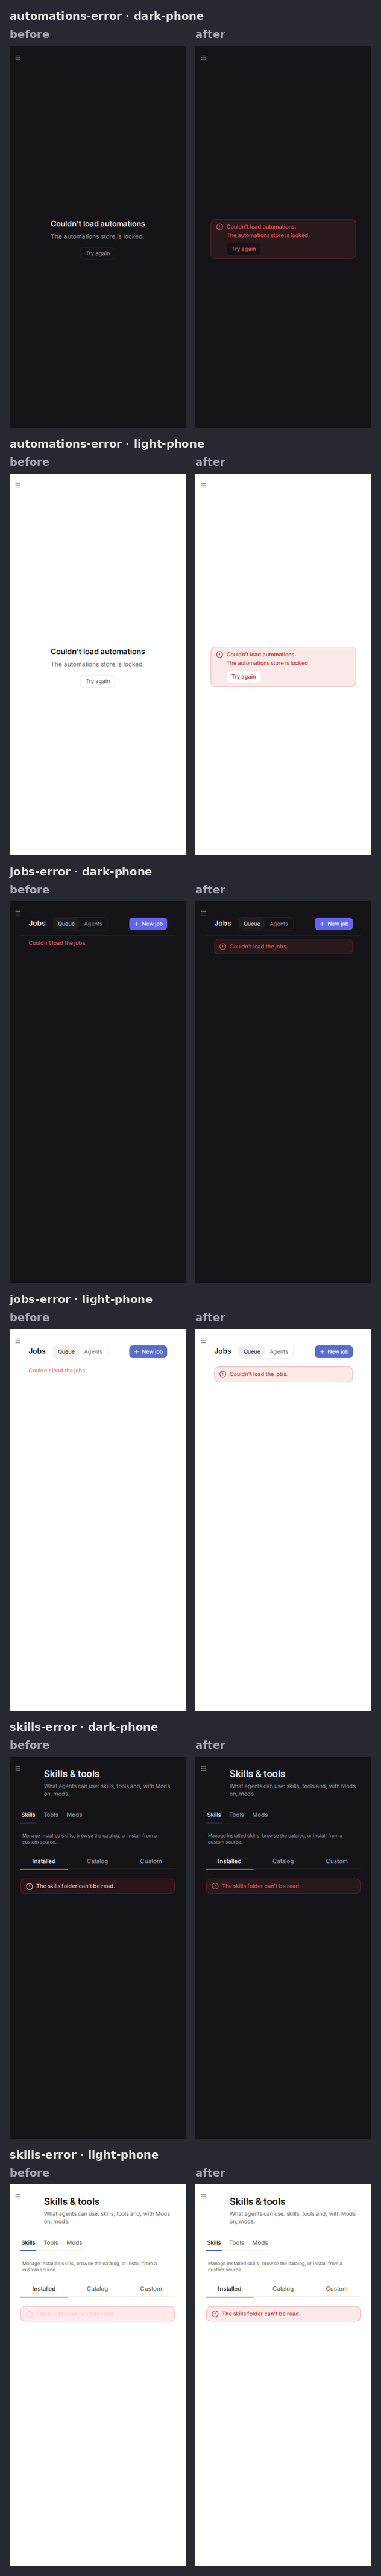 automations-error · dark-phone
before
after
Couldn't load automations
The automations store is locked.
Try again
Couldn't load automations.
The automations store is locked.
Try again
automations-error · light-phone
before
after
Couldn't load automations
The automations store is locked.
Try again
Couldn't load automations.
The automations store is locked.
Try again
jobs-error · dark-phone
before
after
Jobs Queue Agents + New job
Couldn't load the jobs.
Jobs Queue Agents + New job
Couldn't load the jobs.
jobs-error · light-phone
before
after
Jobs Queue Agents + New job
Couldn't load the jobs.
Jobs Queue Agents + New job
Couldn't load the jobs.
skills-error · dark-phone
before
after
Skills & tools
What agents can use: skills, tools and, with Mods
on, mods.
Skills Tools Mods
Manage installed skills, browse the catalog, or install from a
custom source.
Installed Catalog Custom
The skills folder can't be read.
Skills & tools
What agents can use: skills, tools and, with Mods
on, mods.
Skills Tools Mods
Manage installed skills, browse the catalog, or install from a
custom source.
Installed Catalog Custom
The skills folder can't be read.
skills-error · light-phone
before
after
Skills & tools
What agents can use: skills, tools and, with Mods
on, mods.
Skills Tools Mods
Manage installed skills, browse the catalog, or install from a
custom source.
Installed Catalog Custom
The skills folder can't be read.
Skills & tools
What agents can use: skills, tools and, with Mods
on, mods.
Skills Tools Mods
Manage installed skills, browse the catalog, or install from a
custom source.
Installed Catalog Custom
The skills folder can't be read.